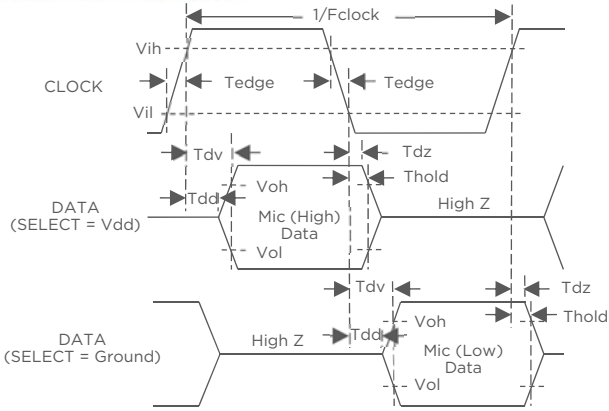 1/Fclock
Vih
CLOCK
Tedge
Tedge
Vil
Tdv
Tdz
Tdd
Voh
Thold
DATA
(SELECT = Vdd)
Mic (High)
Data
High Z
Vol
Tdv
Tdz
Voh
Thold
DATA
(SELECT = Ground)
High Z
Tdd
Mic (Low)
Data
Vol